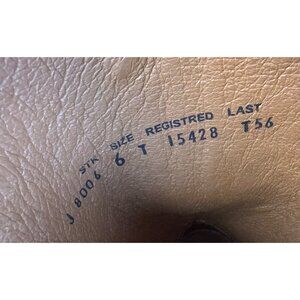 STK SIZE REGISTRED LAST
J 8006 6 T 15428 T56